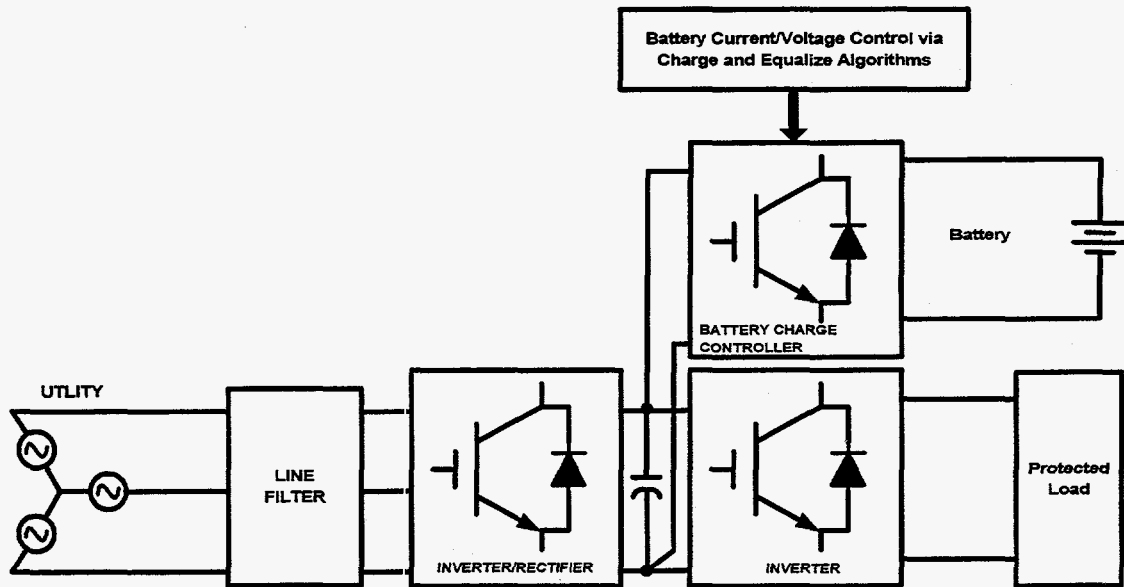 Battery Current/Voltage Control via
Charge and Equalize Algorithms
Battery
BATTERY CHARGE
CONTROLLER
UTLITY
LINE
FILTER
Protected
Load
INVERTER/RECTIFIER
INVERTER